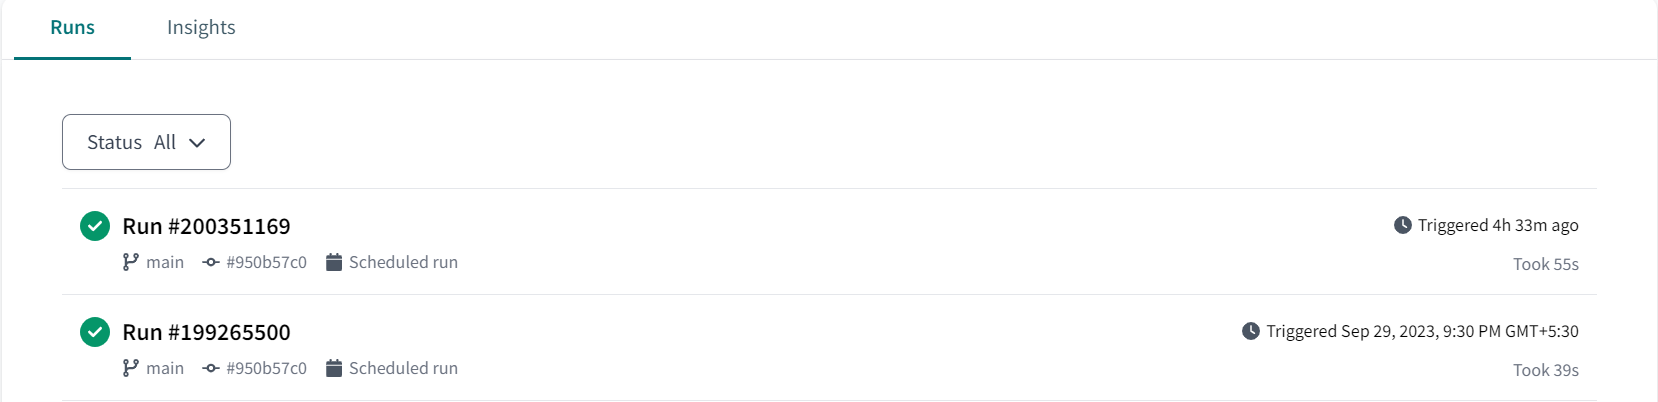 Runs Insights
Status All
Run #200351169 Triggered 4h 33m ago
main #950b57c0 Scheduled run Took 55s
Run #199265500 Triggered Sep 29, 2023, 9:30 PM GMT+5:30
main #950b57c0 Scheduled run Took 39s